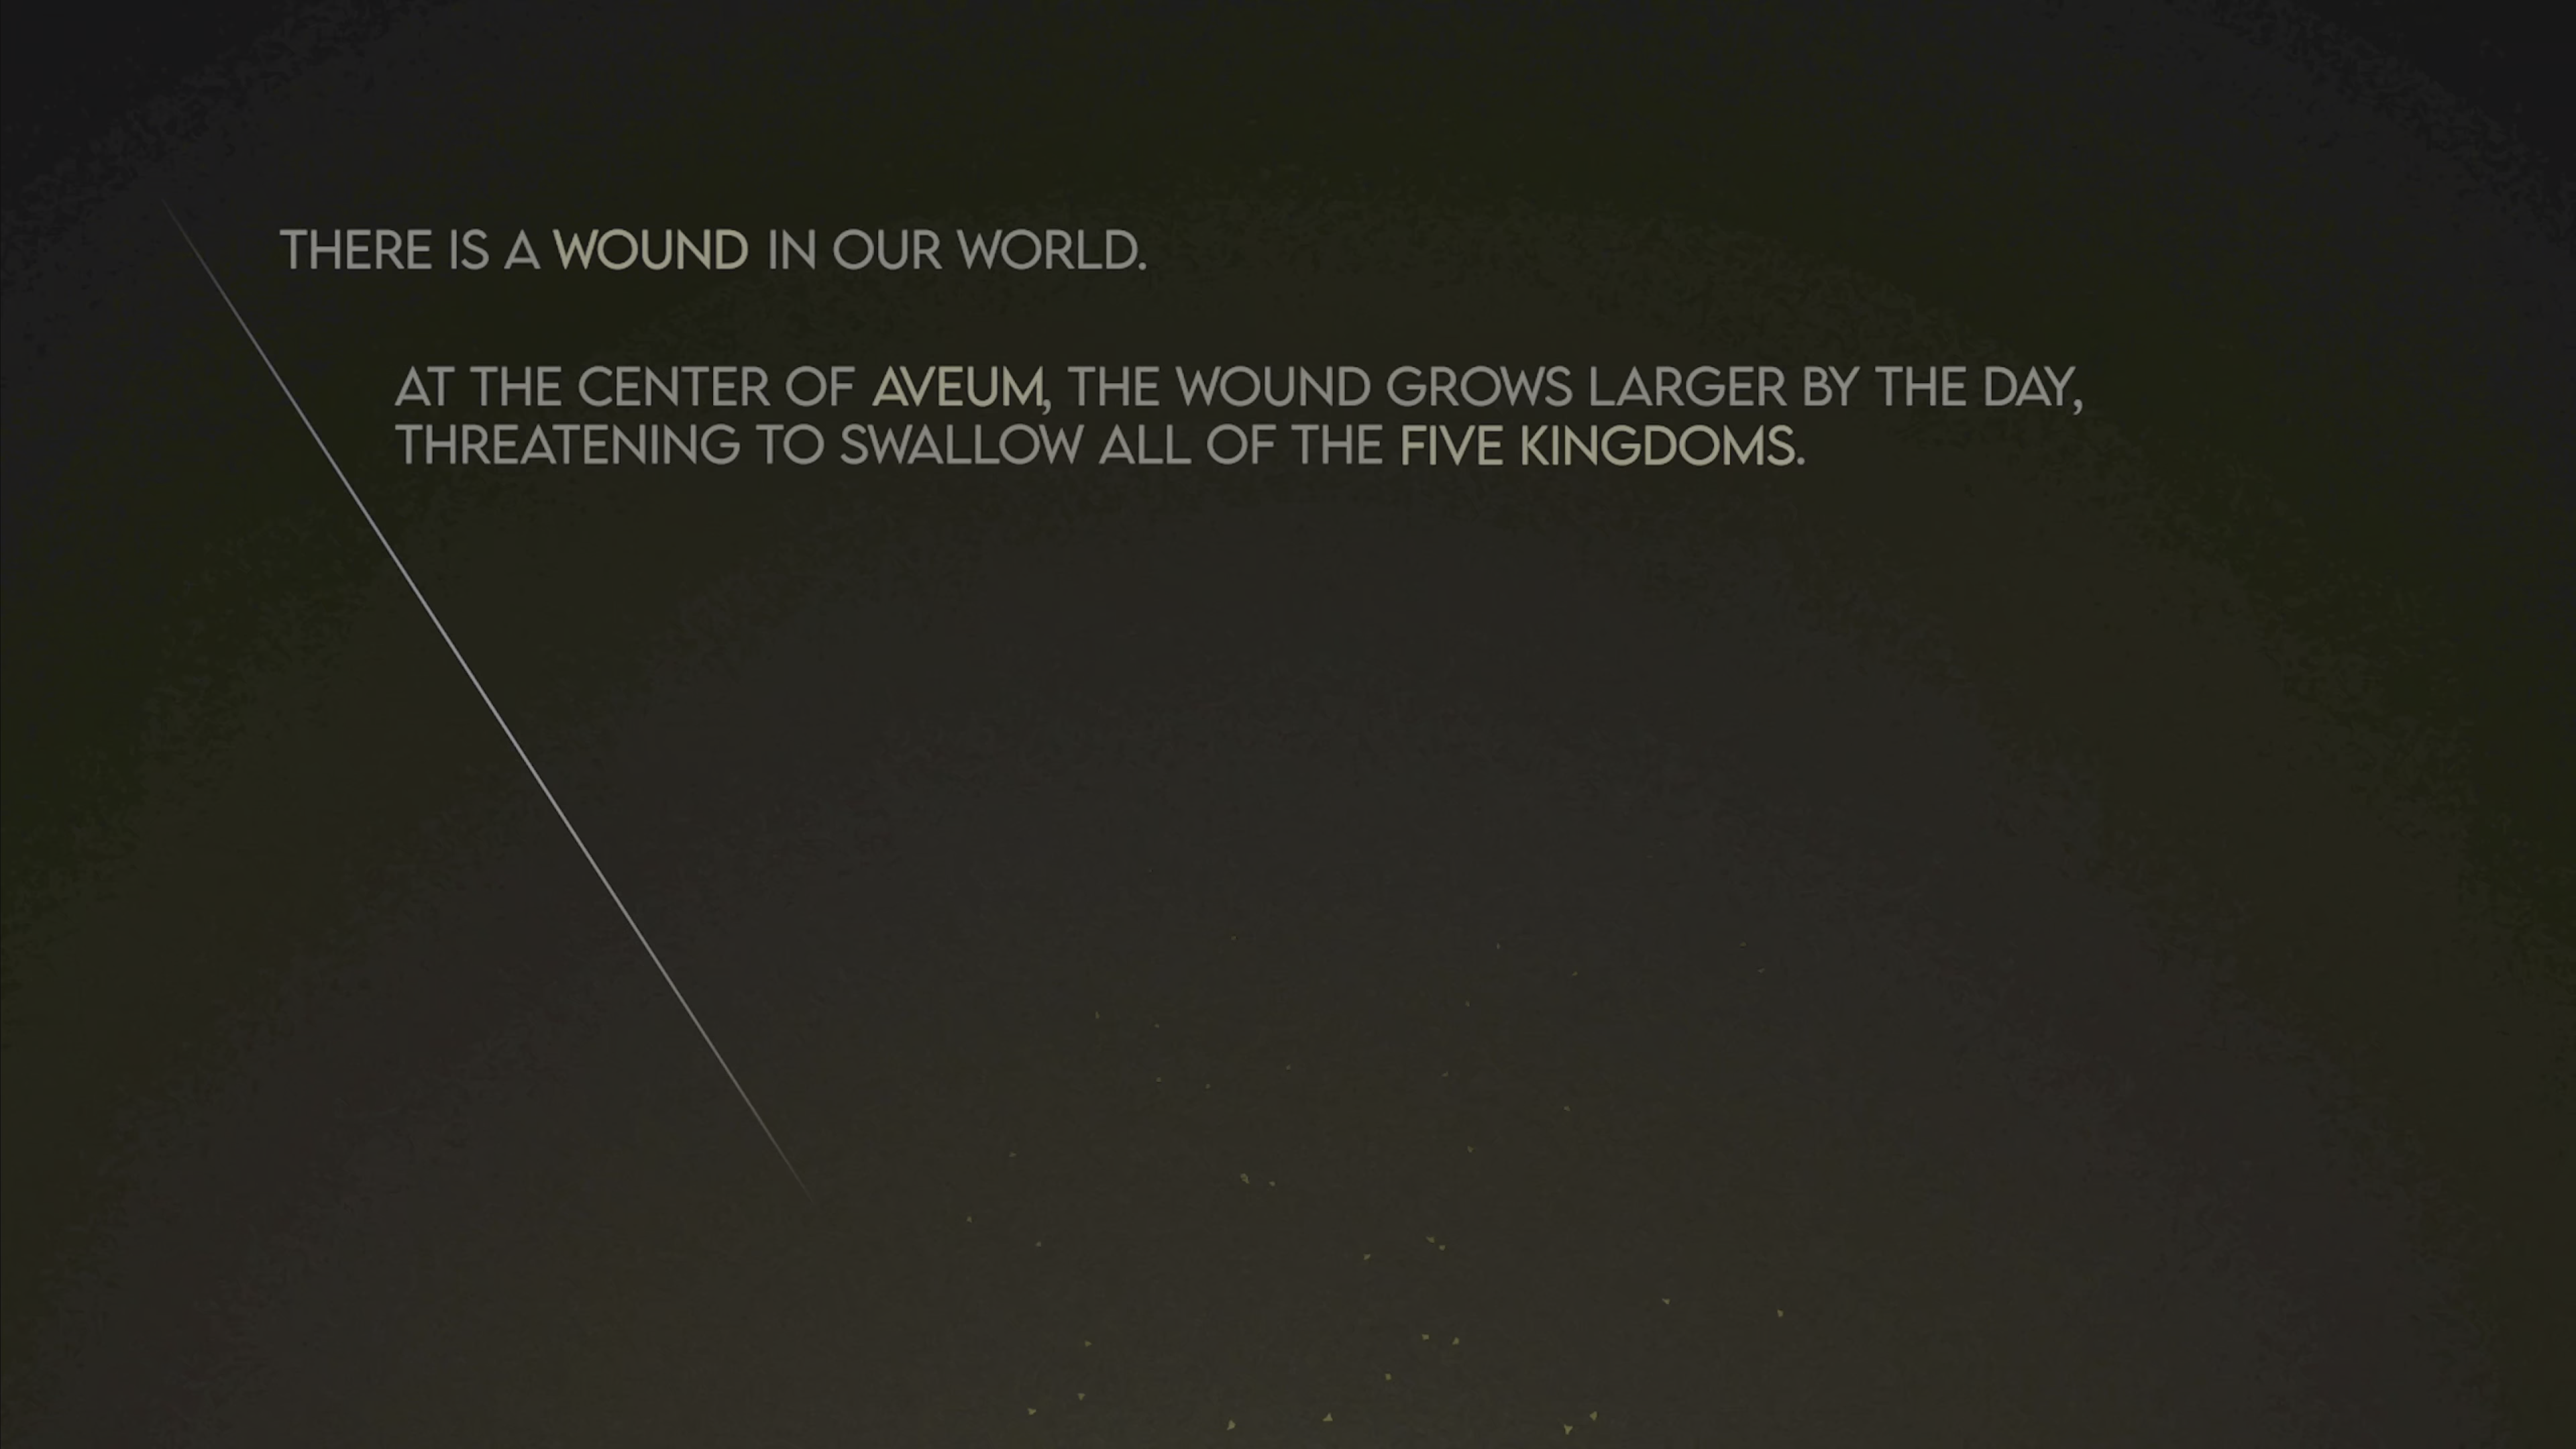 THERE IS A WOUND IN OUR WORLD.
AT THE CENTER OF AVEUM, THE WOUND GROWS LARGER BY THE DAY,
THREATENING TO SWALLOW ALL OF THE FIVE KINGDOMS.